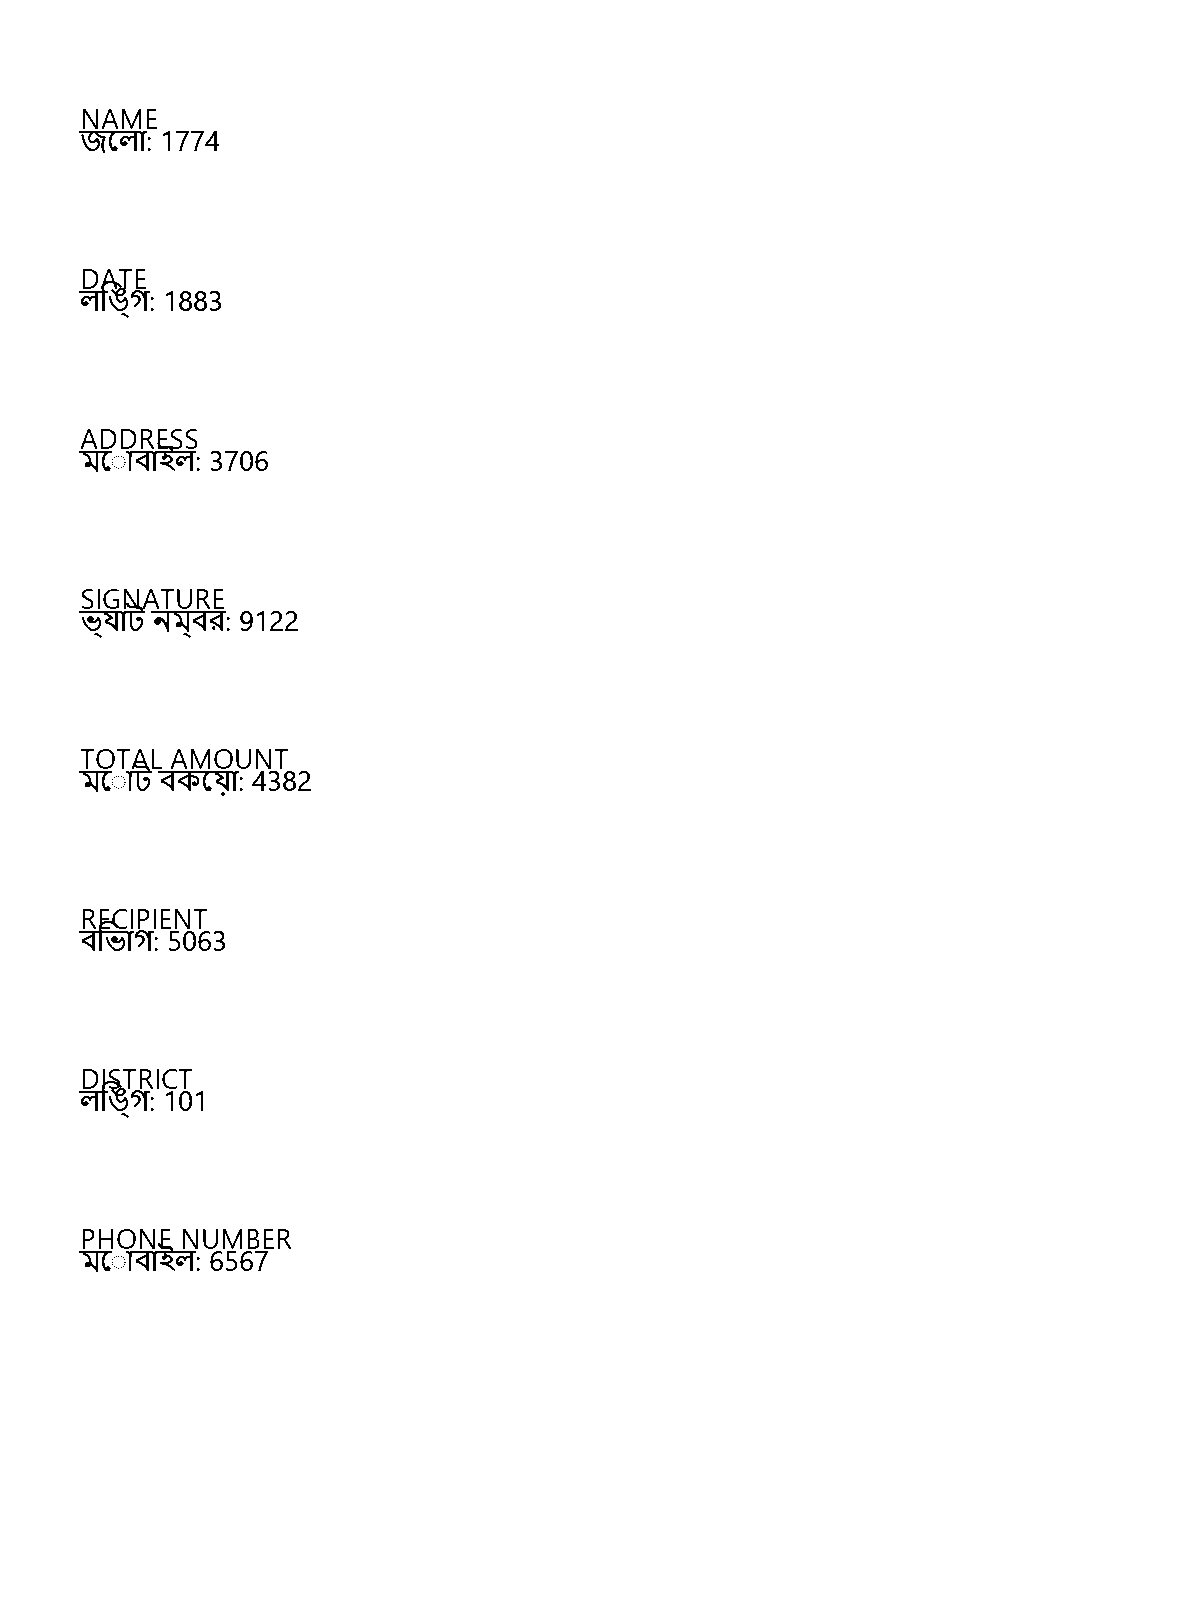 NAME
জেলা: 1774
DATE
লিঙ্গ: 1883
ADDRESS
মোবাইল: 3706
SIGNATURE
ভ্যাট নম্বর: 9122
TOTAL AMOUNT
মোট বকেয়া: 4382
RECIPIENT
বিভাগ: 5063
DISTRICT
লিঙ্গ: 101
PHONE NUMBER
মোবাইল: 6567